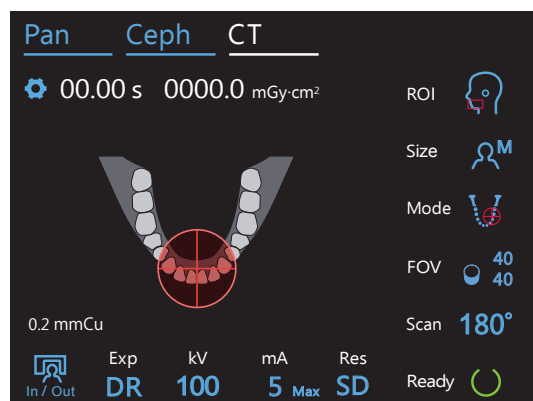 Pan Ceph CT
00.00 s 0000.0 mGy·cm²
ROI
Size M
Mode
FOV 40
40
0.2 mmCu
Scan 180°
Exp kV mA Res
In / Out DR 100 5 Max SD
Ready